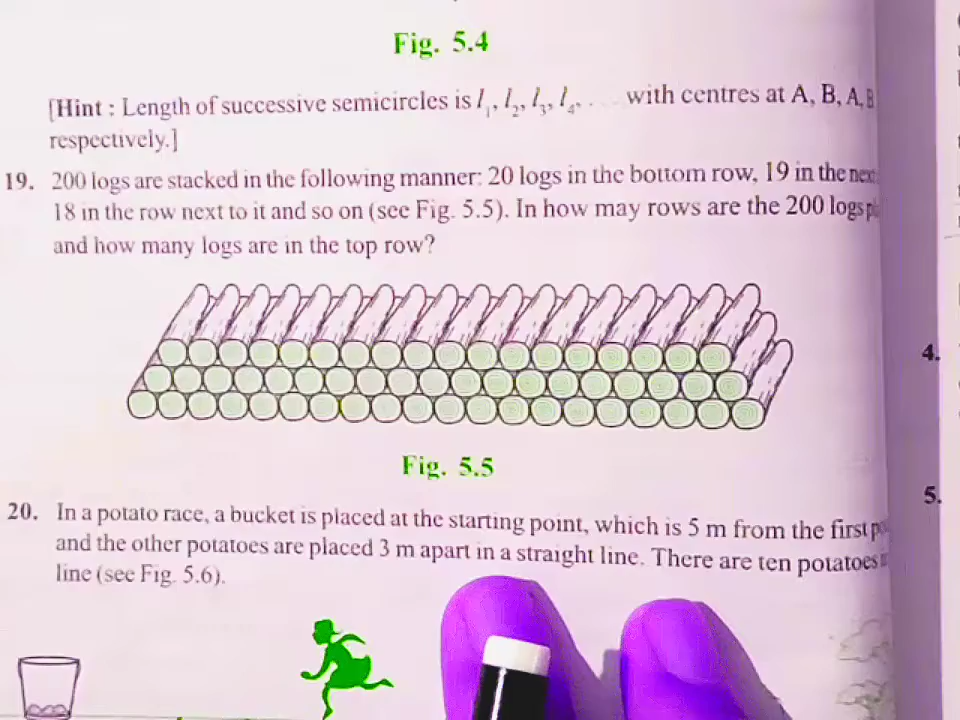 Fig. 5.4
[Hint : Length of successive semicircles is l1, l2, l3, l4, . . . with centres at A, B, A, B
respectively.]
19. 200 logs are stacked in the following manner: 20 logs in the bottom row, 19 in the
18 in the row next to it and so on (see Fig. 5.5). In how may rows are the 200 logs
and how many logs are in the top row?
Fig. 5.5
20. In a potato race, a bucket is placed at the starting point, which is 5 m from the first
and the other potatoes are placed 3 m apart in a straight line. There are ten potatoes
line (see Fig. 5.6).
4.
5.